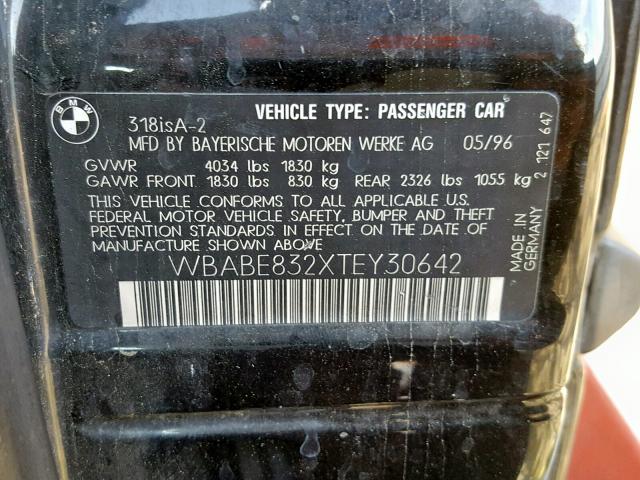 BMW
318isA-2 VEHICLE TYPE: PASSENGER CAR
MFD BY BAYERISCHE MOTOREN WERKE AG 05/96
GVWR 4034 lbs 1830 kg
GAWR FRONT 1830 lbs 830 kg REAR 2326 lbs 1055 kg
THIS VEHICLE CONFORMS TO ALL APPLICABLE U.S.
FEDERAL MOTOR VEHICLE SAFETY, BUMPER AND THEFT
PREVENTION STANDARDS IN EFFECT ON THE DATE OF
MANUFACTURE SHOWN ABOVE
WBABE832XTEY30642
2 121 647
MADE IN
GERMANY